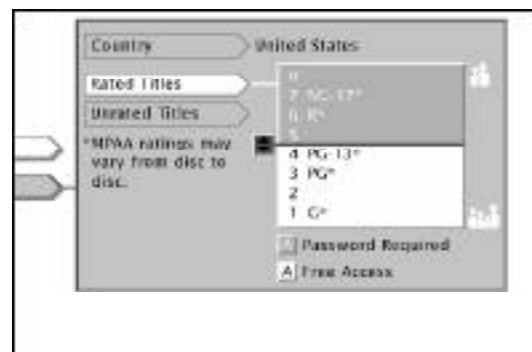 Country
United States
Rated Titles
Unrated Titles
*MPAA ratings may
vary from disc to
disc.
8
7 NC-17*
6 R*
5
4 PG-13*
3 PG*
2
1 G*
Password Required
A Free Access